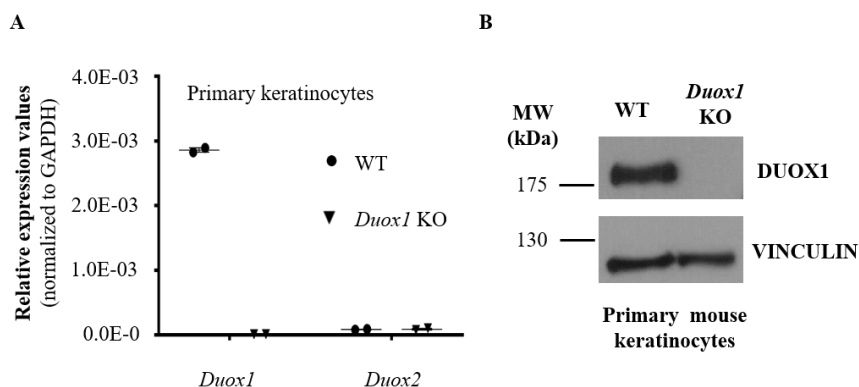 A
Relative expression values
(normalized to GAPDH)
4.0E-03
3.0E-03
2.0E-03
1.0E-03
0.0E-0
Primary keratinocytes
WT
Duox1 KO
Duox1
Duox2
B
MW
(kDa)
WT
Duox1
KO
175
DUOX1
130
VINCULIN
Primary mouse
keratinocytes